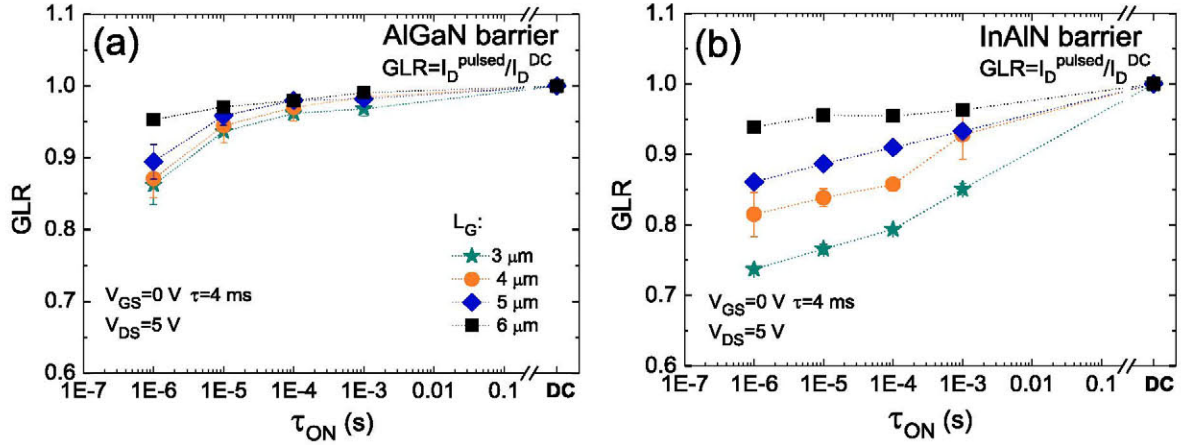 (a)
AlGaN barrier
GLR=I_D^pulsed/I_D^DC
1.1
1.0
0.9
0.8
0.7
0.6
GLR
L_G:
3 μm
4 μm
5 μm
6 μm
V_GS=0 V τ=4 ms
V_DS=5 V
1E-7 1E-6 1E-5 1E-4 1E-3 0.01 0.1 DC
τ_ON (s)
(b)
InAlN barrier
GLR=I_D^pulsed/I_D^DC
1.1
1.0
0.9
0.8
0.7
0.6
GLR
V_GS=0 V τ=4 ms
V_DS=5 V
1E-7 1E-6 1E-5 1E-4 1E-3 0.01 0.1 DC
τ_ON (s)